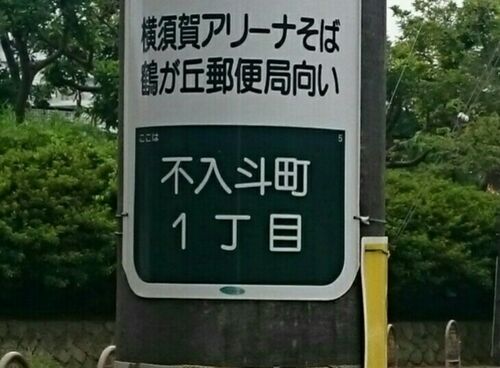 横須賀アリーナそば
鶴が丘郵便局向い
ここは
5
不入斗町
1丁目